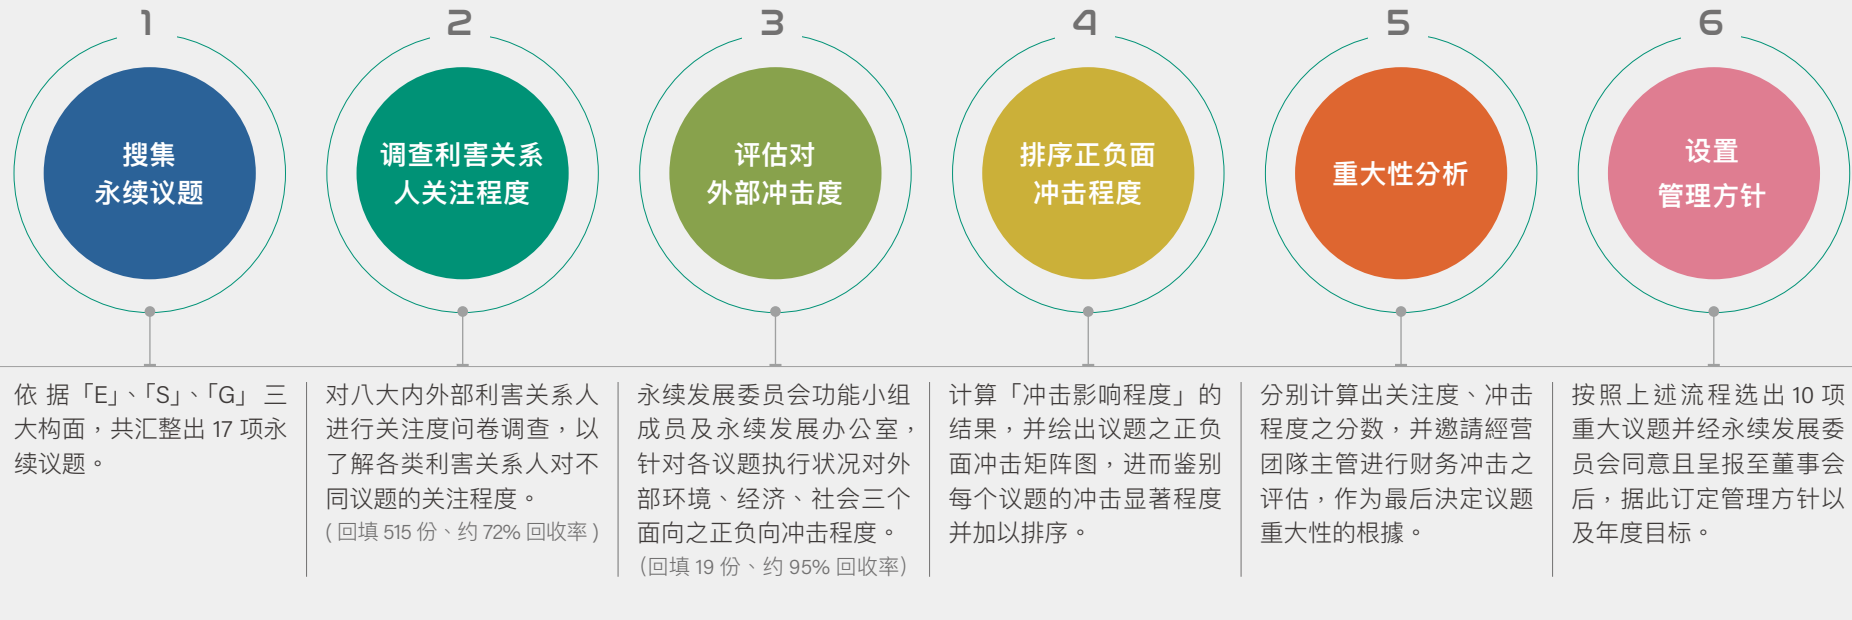 1
搜集
永续议题
依 据「E」、「S」、「G」 三
大构面，共汇整出 17 项永
续议题。
2
调查利害关系
人关注程度
对八大内外部利害关系人
进行关注度问卷调查，以
了解各类利害关系人对不
同议题的关注程度。
( 回填 515 份、约 72% 回收率 )
3
评估对
外部冲击度
永续发展委员会功能小组
成员及永续发展办公室，
针对各议题执行状况对外
部环境、经济、社会三个
面向之正负向冲击程度。
（回填 19 份、约 95% 回收率）
4
排序正负面
冲击程度
计算「冲击影响程度」的
结果，并绘出议题之正负
面冲击矩阵图，进而鉴别
每个议题的冲击显著程度
并加以排序。
5
重大性分析
分别计算出关注度、冲击
程度之分数，并邀請經营
团隊主管进行财务冲击之
评估，作为最后決定议题
重大性的根據。
6
设置
管理方针
按照上述流程选出 10 项
重大议题并经永续发展委
员会同意且呈报至董事会
后，据此订定管理方针以
及年度目标。